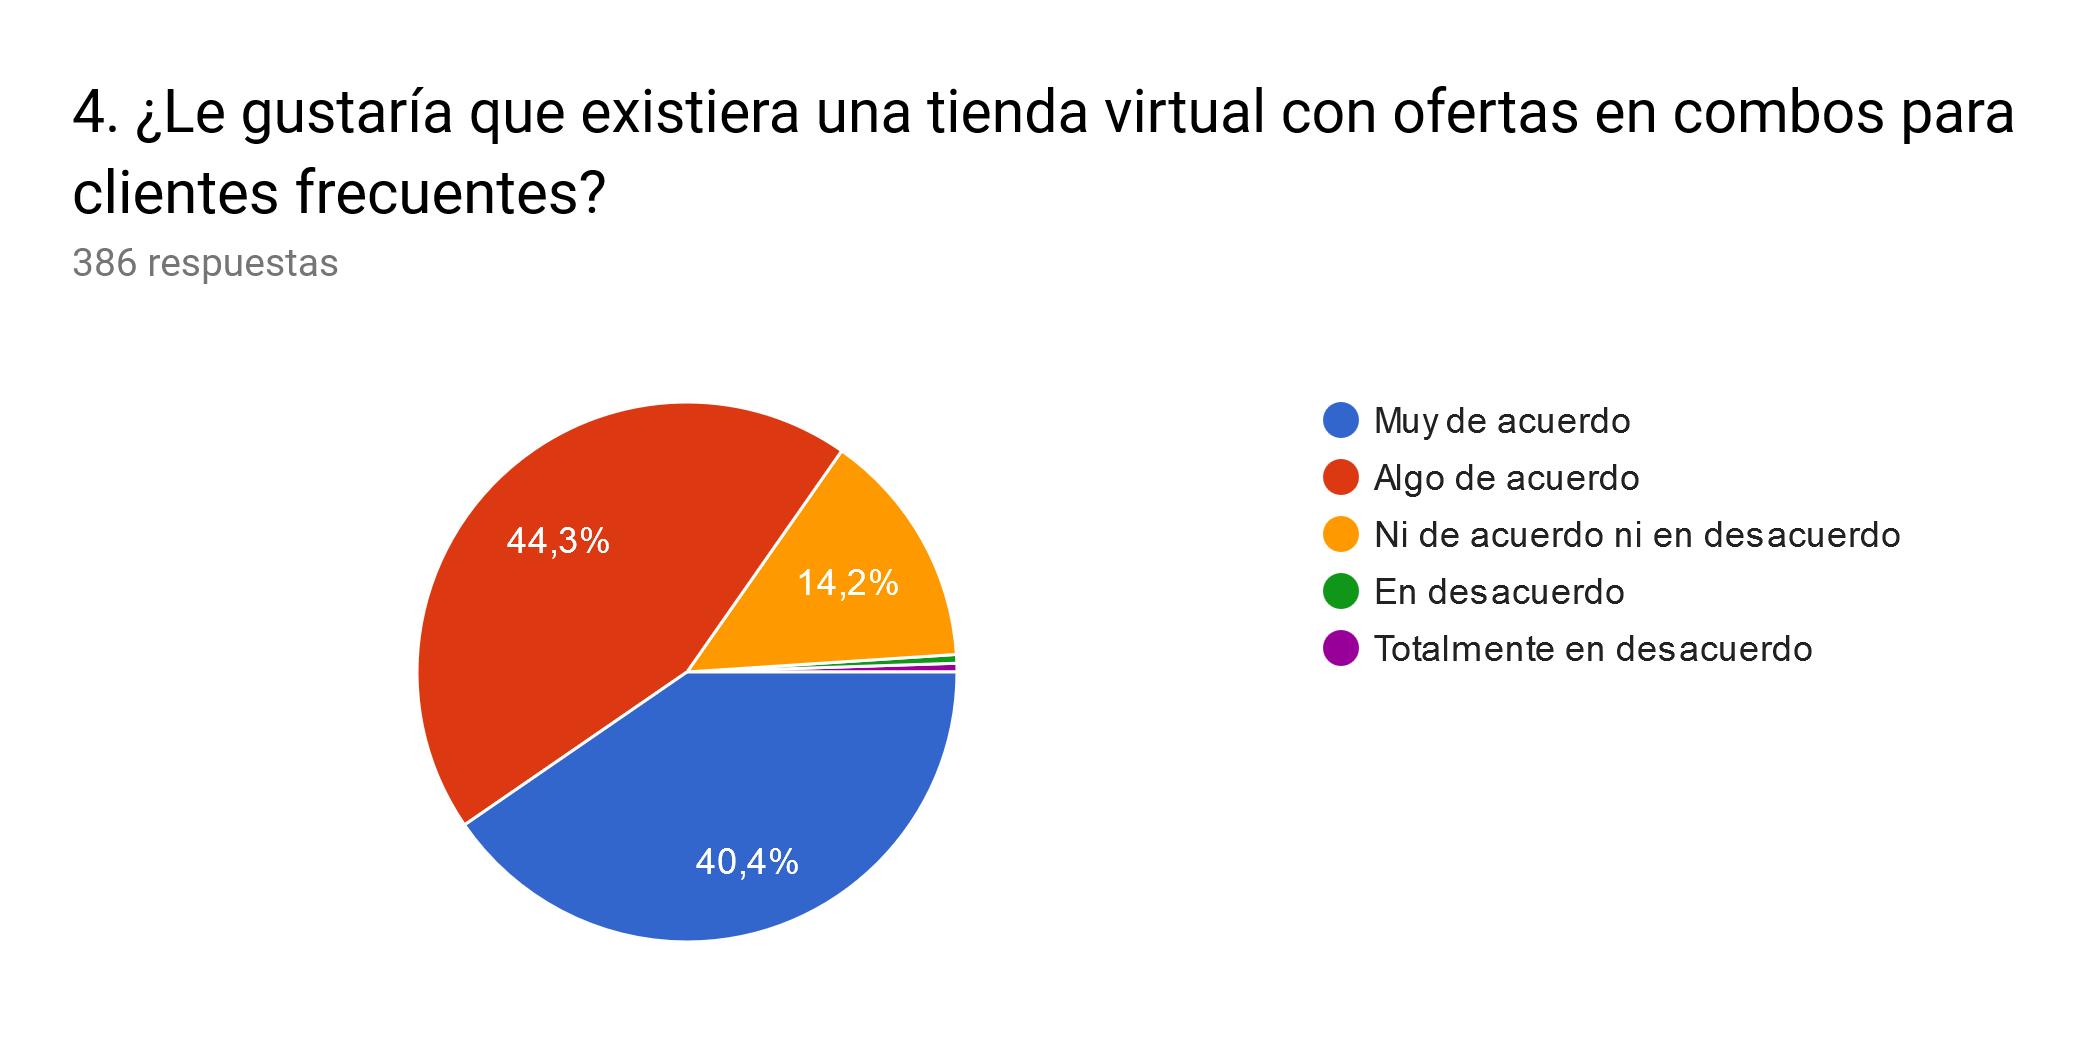 4. ¿Le gustaría que existiera una tienda virtual con ofertas en combos para
clientes frecuentes?
386 respuestas
44,3%
14,2%
40,4%
Muy de acuerdo
Algo de acuerdo
Ni de acuerdo ni en desacuerdo
En desacuerdo
Totalmente en desacuerdo